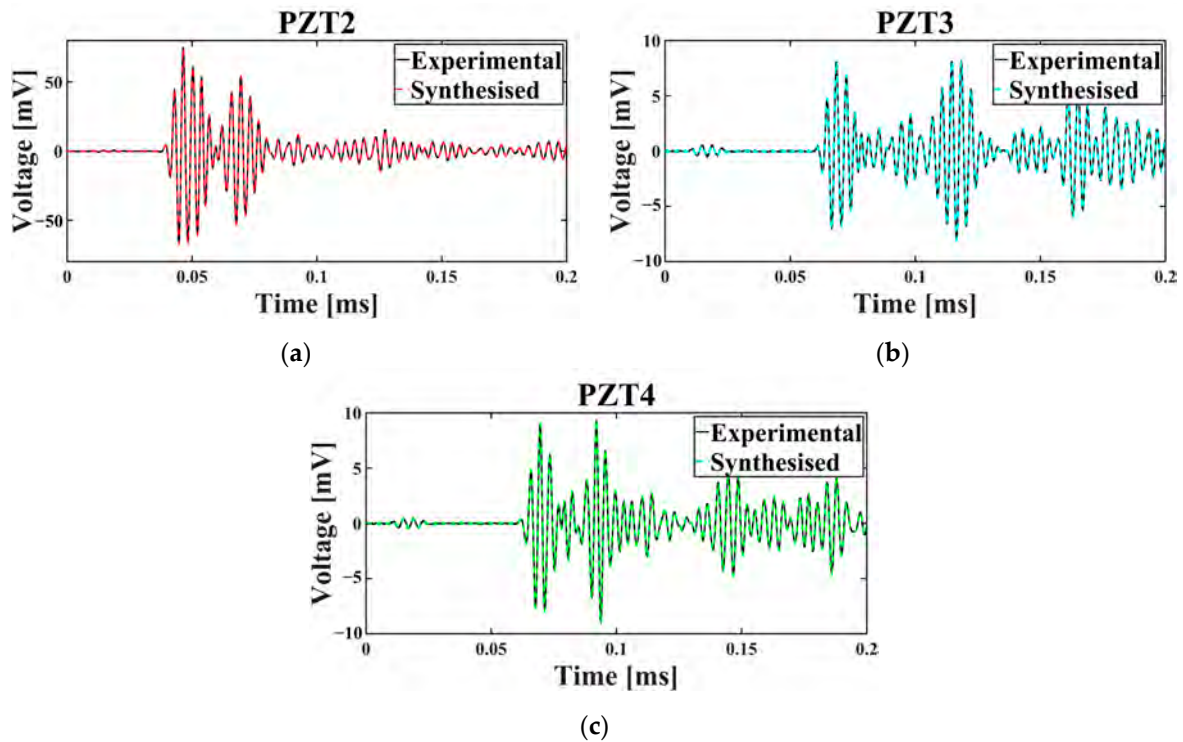 PZT2
Experimental
Synthesised
Voltage [mV]
50
0
−50
0
0.05
0.1
0.15
0.2
Time [ms]
(a)
PZT3
Experimental
Synthesised
Voltage [mV]
10
5
0
−5
−10
0
0.05
0.1
0.15
0.2
Time [ms]
(b)
PZT4
Experimental
Synthesised
Voltage [mV]
10
5
0
−5
−10
0
0.05
0.1
0.15
0.2
Time [ms]
(c)